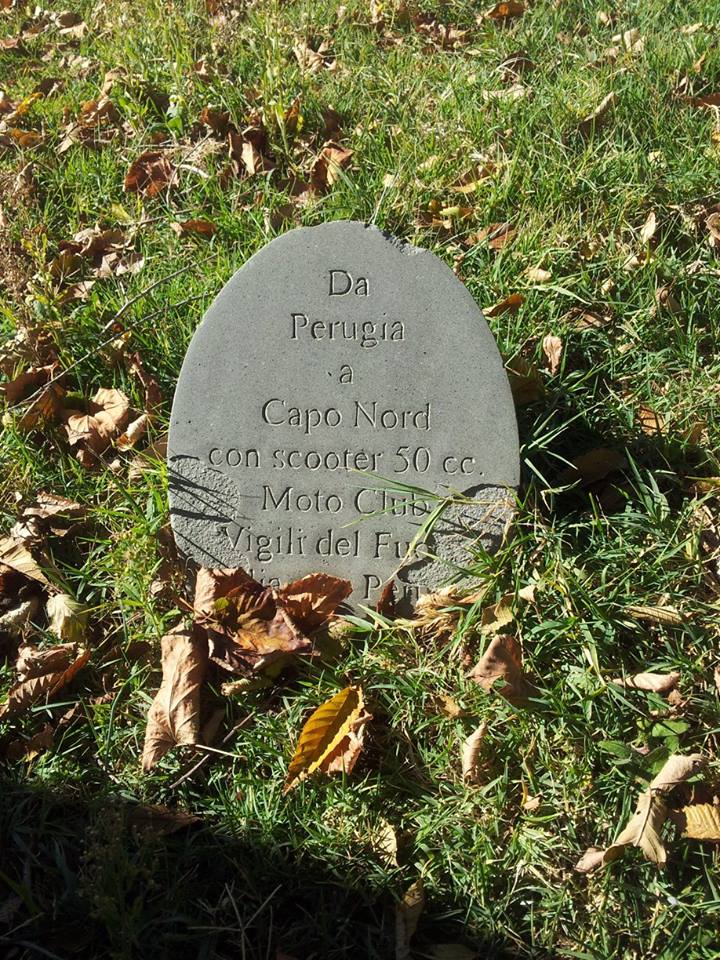 Da
Perugia
a
Capo Nord
con scooter 50 cc.
Moto Club
Vigili del